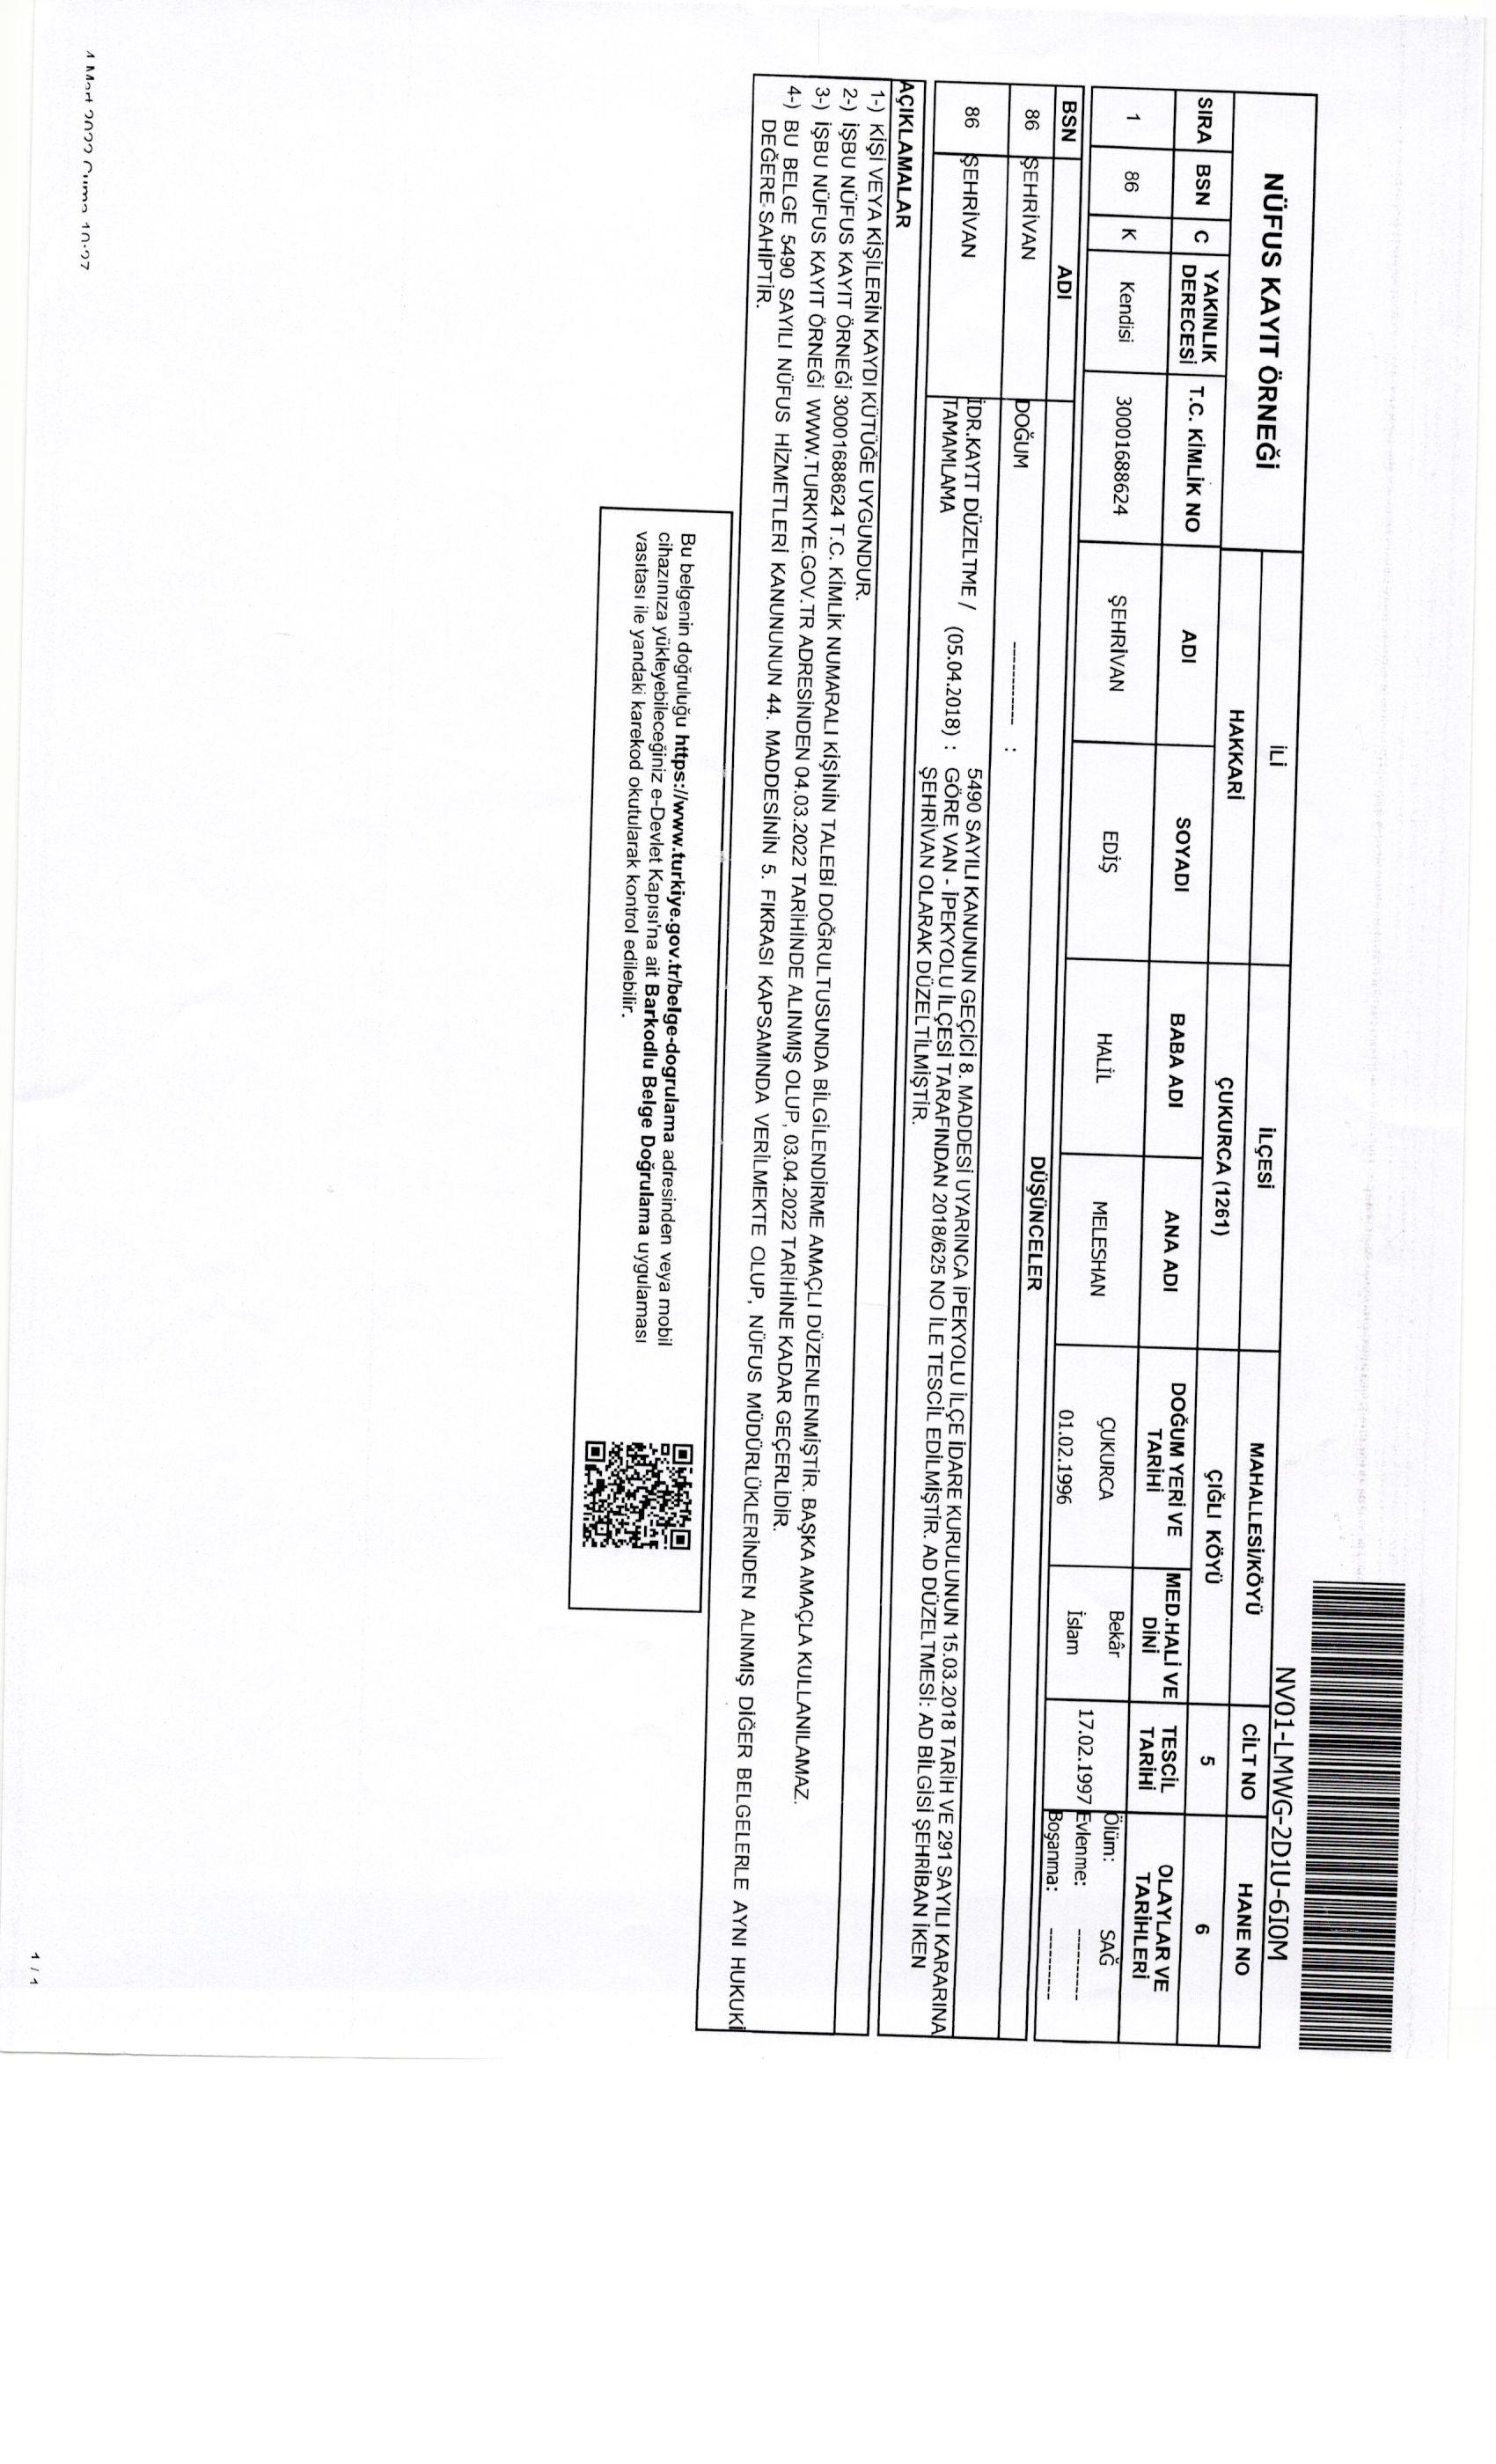 NV01-LMWG-2D1U-6I0M
NÜFUS KAYIT ÖRNEĞİ
İLİ İLÇESİ MAHALLESİ/KÖYÜ CİLT NO HANE NO
HAKKARİ ÇUKURCA (1261) ÇIĞLI KÖYÜ 5 6
SIRA BSN C YAKINLIK DERECESİ T.C. KİMLİK NO ADI SOYADI BABA ADI ANA ADI DOĞUM YERİ VE TARİHİ MED.HALİ VE DİNİ TESCİL TARİHİ OLAYLAR VE TARİHLERİ
1 86 K Kendisi 30001688624 ŞEHRİVAN EDİŞ HALİL MELESHAN ÇUKURCA 01.02.1996 Bekâr İslam 17.02.1997
Ölüm: SAĞ
Evlenme: ----------
Boşanma: ----------
BSN ADI DÜŞÜNCELER
86 ŞEHRİVAN DOĞUM ----------- :
86 ŞEHRİVAN İDR.KAYIT DÜZELTME / TAMAMLAMA (05.04.2018) :
5490 SAYILI KANUNUN GEÇİCİ 8. MADDESİ UYARINCA İPEKYOLU İLÇE İDARE KURULUNUN 15.03.2018 TARİH VE 291 SAYILI KARARINA
GÖRE VAN - İPEKYOLU İLÇESİ TARAFINDAN 2018/625 NO İLE TESCİL EDİLMİŞTİR. AD DÜZELTMESİ: AD BİLGİSİ ŞEHRİBAN İKEN
ŞEHRİVAN OLARAK DÜZELTİLMİŞTİR.
AÇIKLAMALAR
1-) KİŞİ VEYA KİŞİLERİN KAYDI KÜTÜĞE UYGUNDUR.
2-) İŞBU NÜFUS KAYIT ÖRNEĞİ 30001688624 T.C. KİMLİK NUMARALI KİŞİNİN TALEBİ DOĞRULTUSUNDA BİLGİLENDİRME AMAÇLI DÜZENLENMİŞTİR. BAŞKA AMAÇLA KULLANILAMAZ.
3-) İŞBU NÜFUS KAYIT ÖRNEĞİ WWW.TURKIYE.GOV.TR ADRESİNDEN 04.03.2022 TARİHİNDE ALINMIŞ OLUP, 03.04.2022 TARİHİNE KADAR GEÇERLİDİR.
4-) BU BELGE 5490 SAYILI NÜFUS HİZMETLERİ KANUNUNUN 44. MADDESİNİN 5. FIKRASI KAPSAMINDA VERİLMEKTE OLUP, NÜFUS MÜDÜRLÜKLERİNDEN ALINMIŞ DİĞER BELGELERLE AYNI HUKUKİ
DEĞERE SAHİPTİR.
Bu belgenin doğruluğu https://www.turkiye.gov.tr/belge-dogrulama adresinden veya mobil
cihazınıza yükleyebileceğiniz e-Devlet Kapısı'na ait Barkodlu Belge Doğrulama uygulaması
vasıtası ile yandaki karekod okutularak kontrol edilebilir.
4 Mart 2022 Cuma 10:27
1 / 1